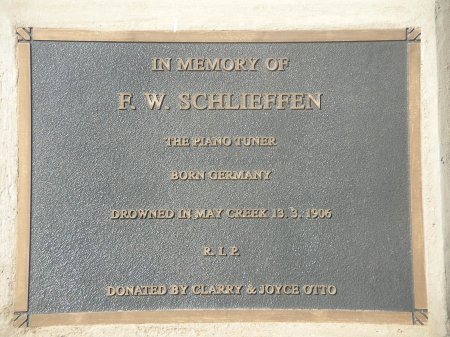 IN MEMORY OF
F. W. SCHLIEFFEN
THE PIANO TUNER
BORN GERMANY
DROWNED IN MAY CREEK 13. 3. 1906
R. I. P.
DONATED BY CLARRY & JOYCE OTTO